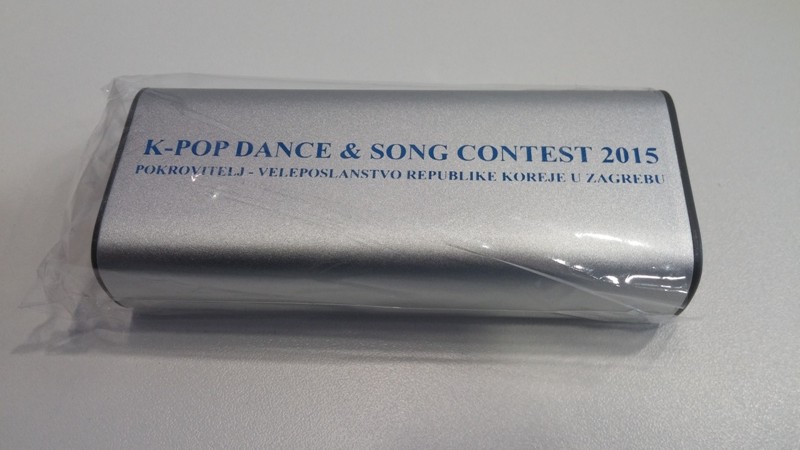 K-POP DANCE & SONG CONTEST 2015
POKROVITELJ - VELEPOSLANSTVO REPUBLIKE KOREJE U ZAGREBU